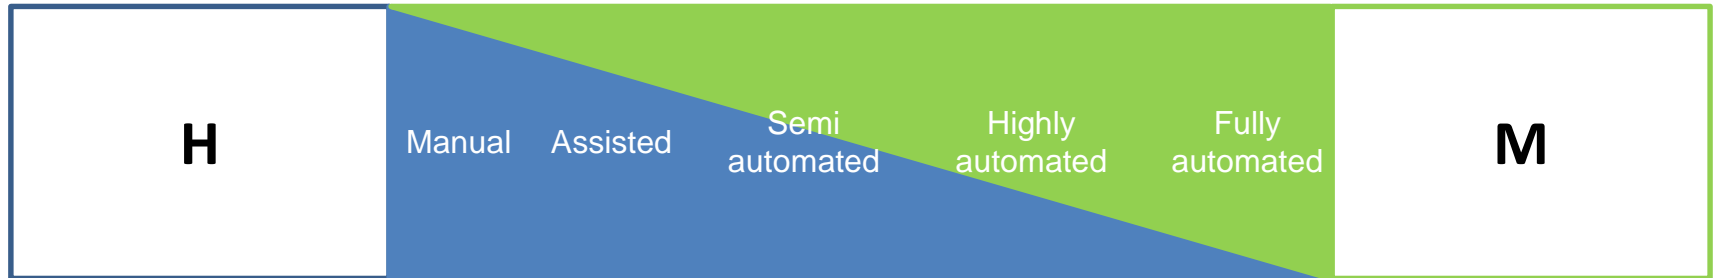 H
Manual
Assisted
Semi
automated
Highly
automated
Fully
automated
M